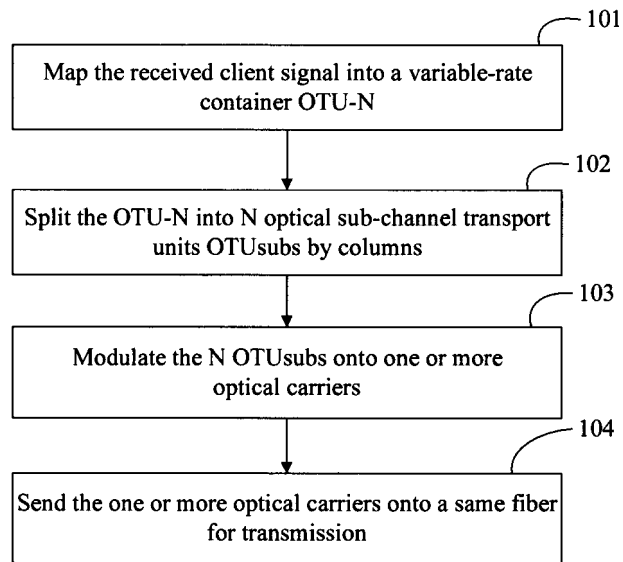 101
Map the received client signal into a variable-rate
container OTU-N
102
Split the OTU-N into N optical sub-channel transport
units OTUsubs by columns
103
Modulate the N OTUsubs onto one or more
optical carriers
104
Send the one or more optical carriers onto a same fiber
for transmission